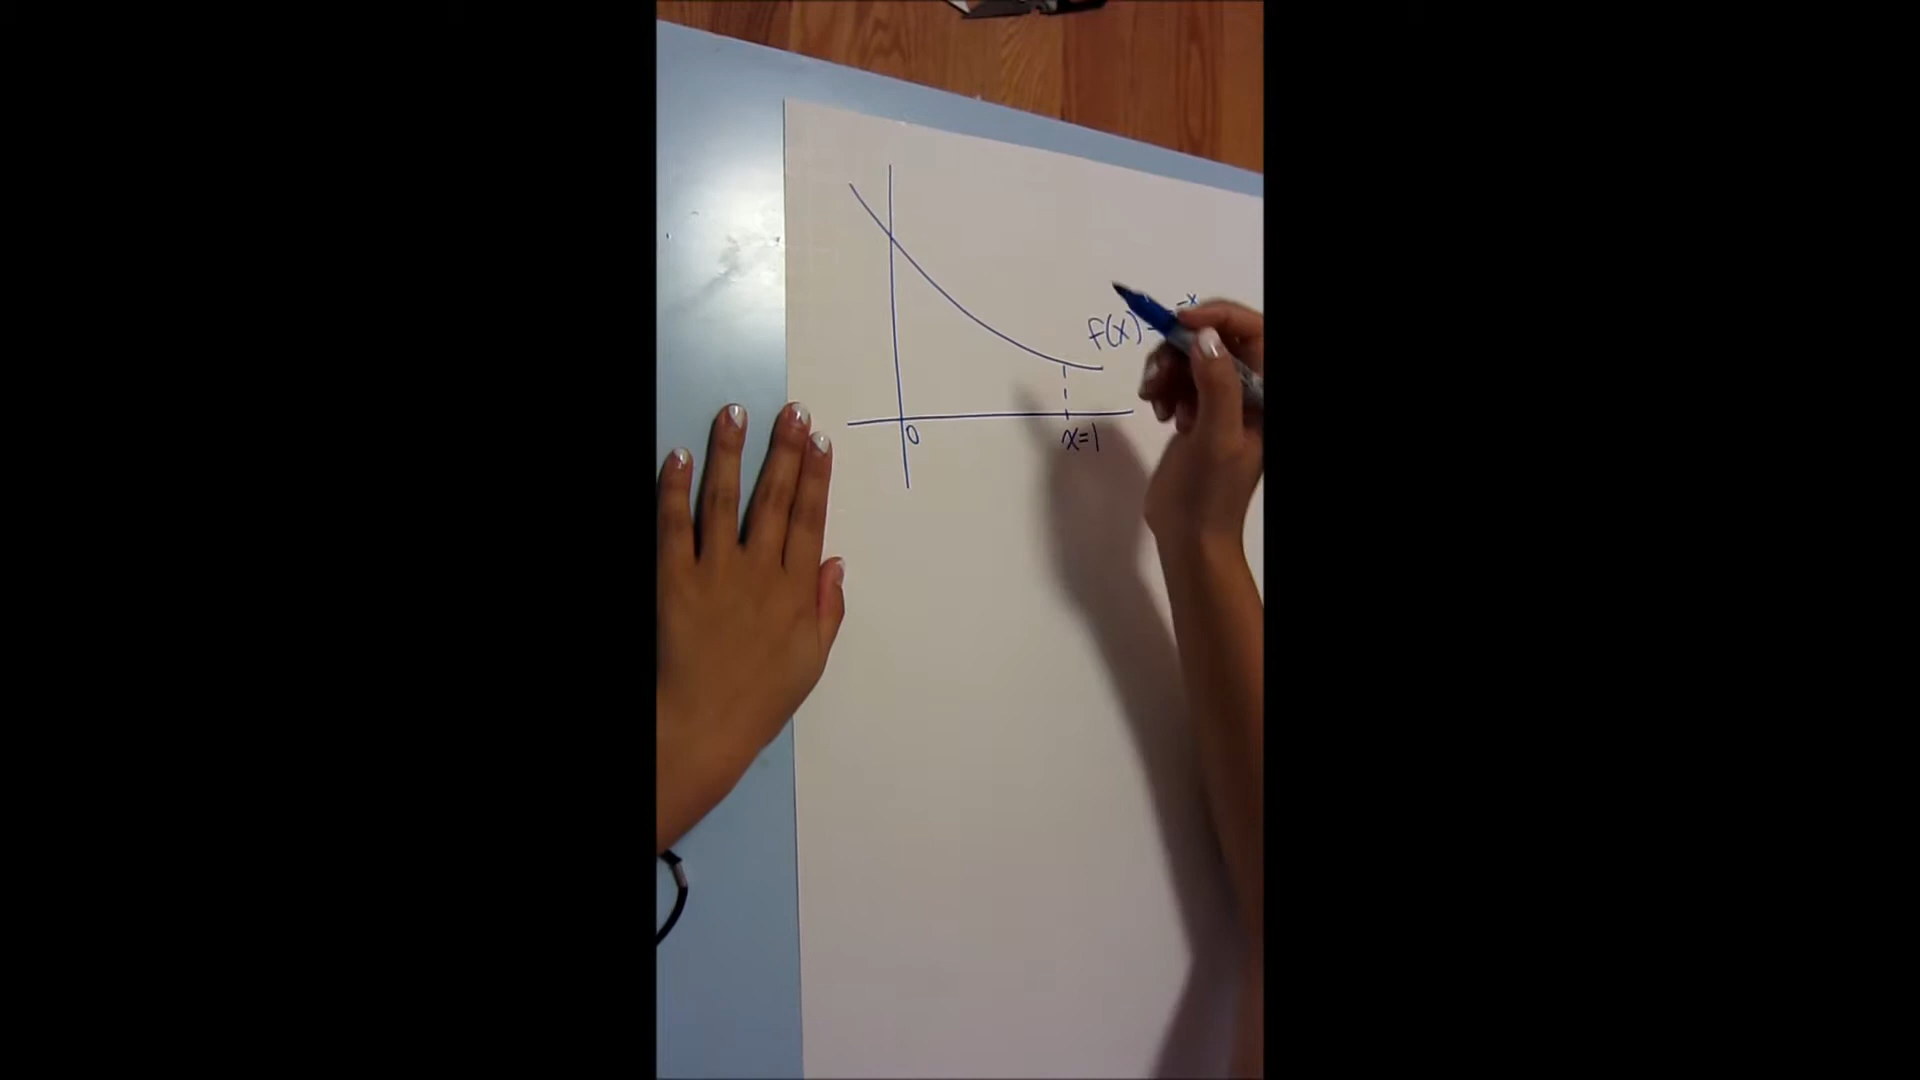 f(x) = -x
0
x=1